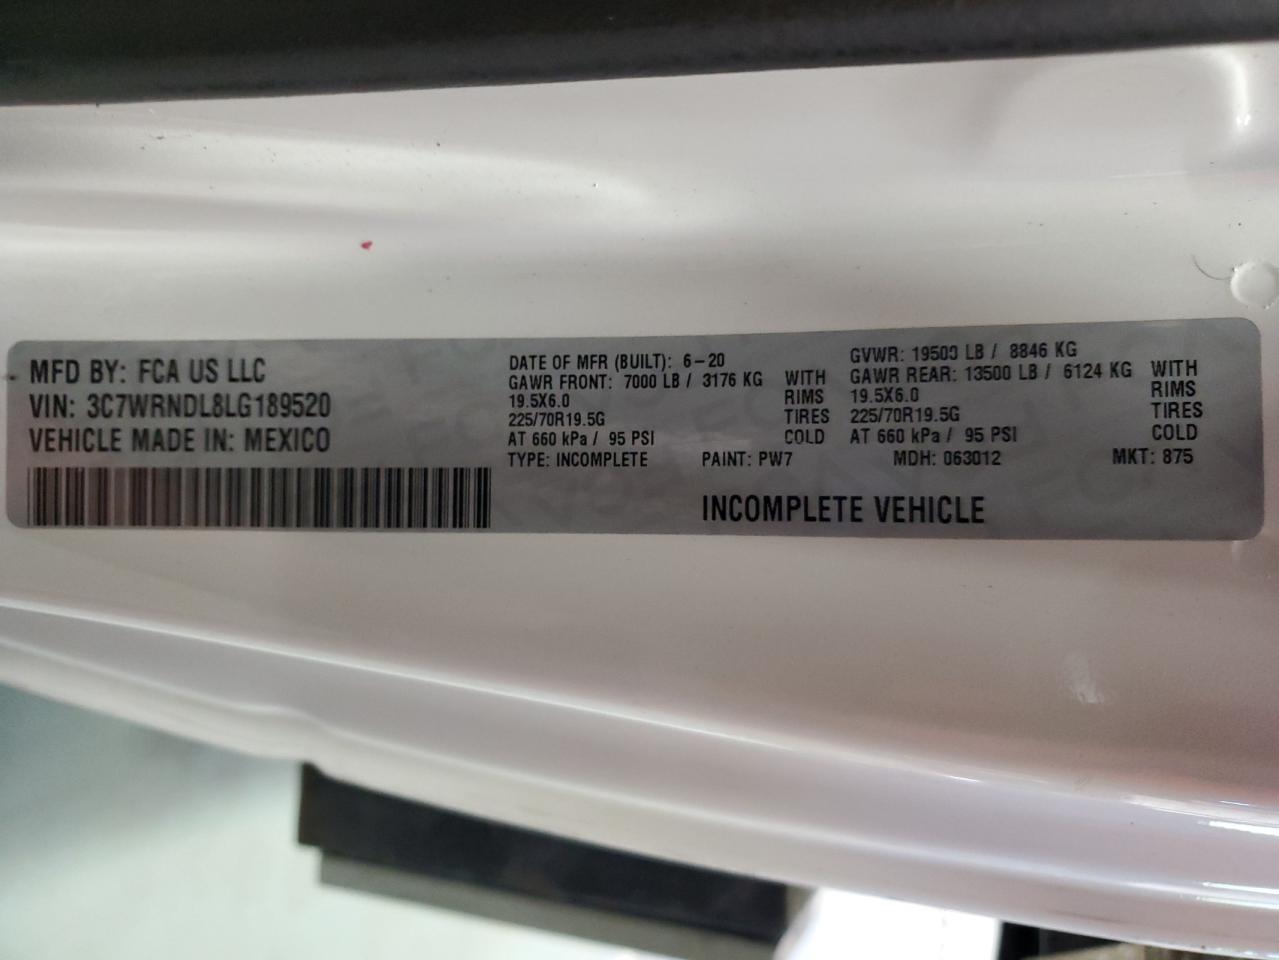 MFD BY: FCA US LLC
VIN: 3C7WRNDL8LG189520
VEHICLE MADE IN: MEXICO
DATE OF MFR (BUILT): 6-20
GAWR FRONT: 7000 LB / 3176 KG WITH
19.5X6.0 RIMS
225/70R19.5G TIRES
AT 660 kPa / 95 PSI COLD
TYPE: INCOMPLETE PAINT: PW7
GVWR: 19500 LB / 8846 KG
GAWR REAR: 13500 LB / 6124 KG WITH
19.5X6.0 RIMS
225/70R19.5G TIRES
AT 660 kPa / 95 PSI COLD
MDH: 063012 MKT: 875
INCOMPLETE VEHICLE